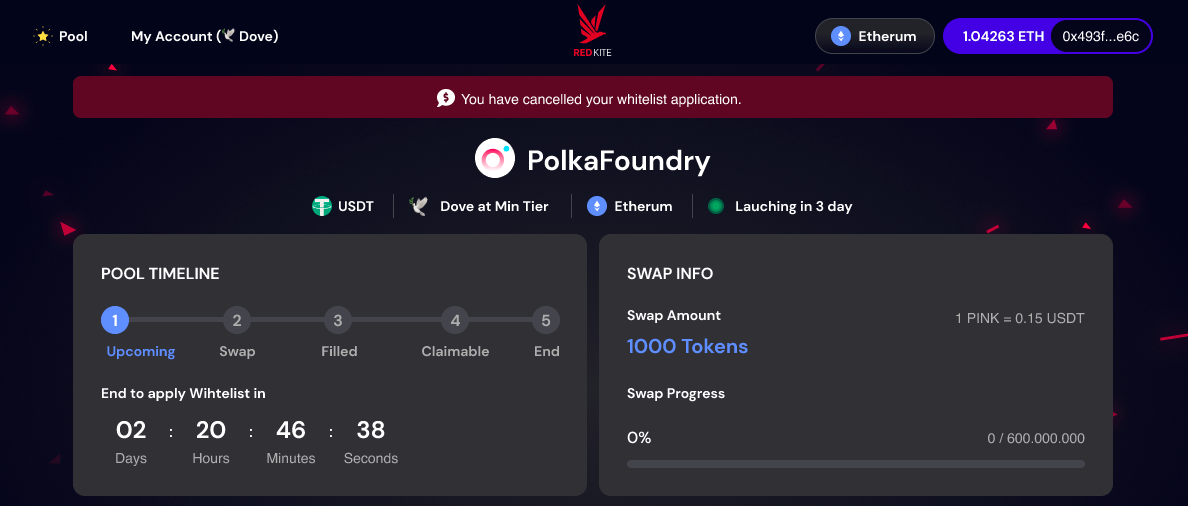 Pool
My Account (Dove)
RED KITE
Etherum
1.04263 ETH
0x493f...e6c
You have cancelled your whitelist application.
PolkaFoundry
USDT
Dove at Min Tier
Etherum
Lauching in 3 day
POOL TIMELINE
1 2 3 4 5
Upcoming Swap Filled Claimable End
End to apply Wihtelist in
02 : 20 : 46 : 38
Days Hours Minutes Seconds
SWAP INFO
Swap Amount
1 PINK = 0.15 USDT
1000 Tokens
Swap Progress
0%
0 / 600.000.000